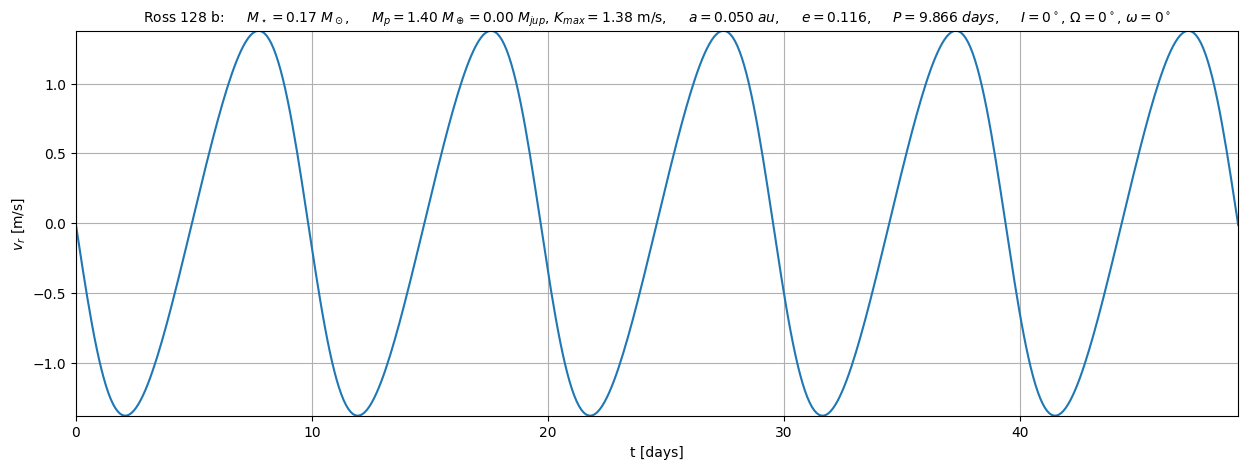 Ross 128 b: M⋆ = 0.17 M⊙, Mp = 1.40 M⊕ = 0.00 Mjup, Kmax = 1.38 m/s, a = 0.050 au, e = 0.116, P = 9.866 days, I = 0°, Ω = 0°, ω = 0°
1.0
0.5
0.0
−0.5
−1.0
vr [m/s]
0 10 20 30 40
t [days]